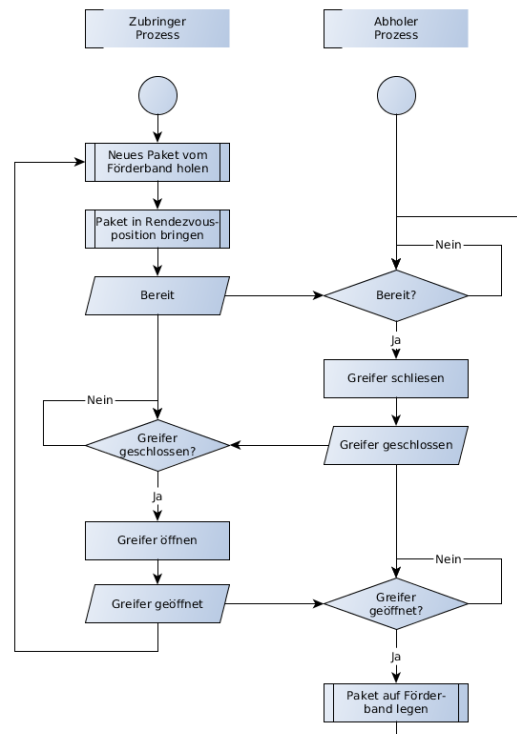 Zubringer
Prozess
Abholer
Prozess
Neues Paket vom
Förderband holen
Paket in Rendezvous-
position bringen
Nein
Bereit
Bereit?
Ja
Greifer schliesen
Nein
Greifer
geschlossen?
Greifer geschlossen
Ja
Greifer öffnen
Nein
Greifer geöffnet
Greifer
geöffnet?
Ja
Paket auf Förder-
band legen